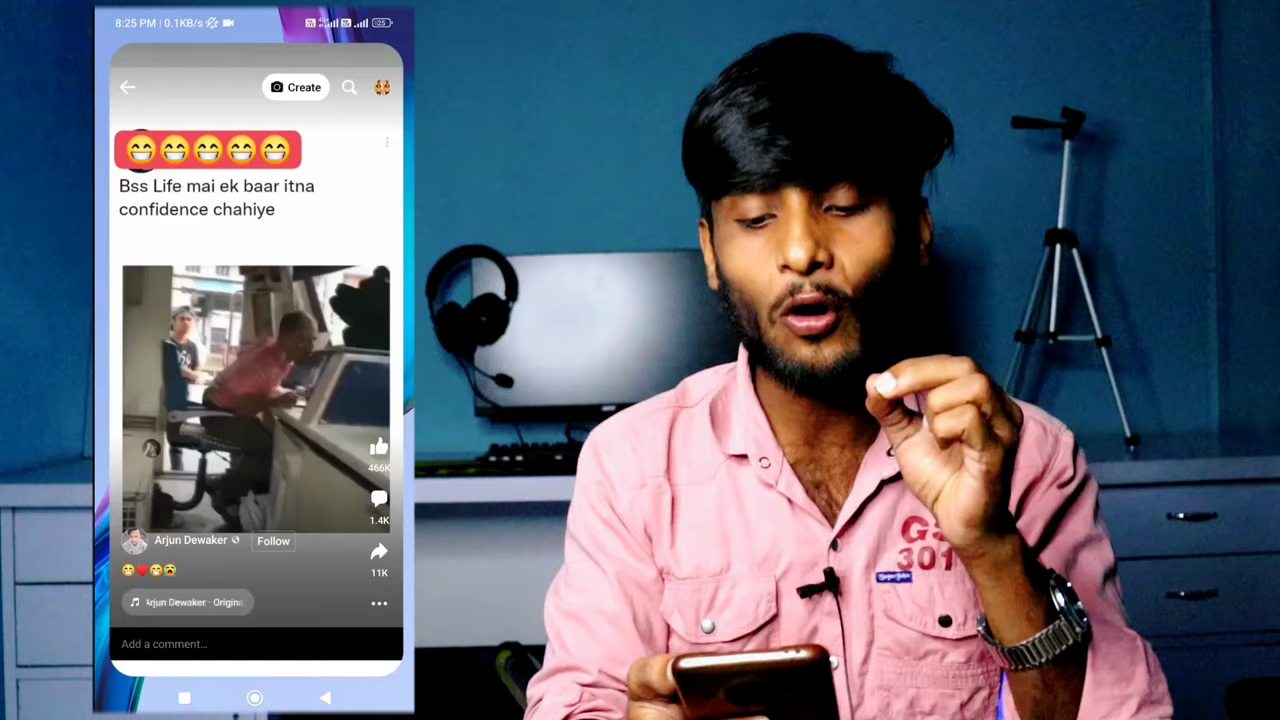 8:25 PM | 0.1KB/s
25
Create
Bss Life mai ek baar itna
confidence chahiye
466K
1.4K
Arjun Dewaker
Follow
11K
Arjun Dewaker · Origina
Add a comment...
301